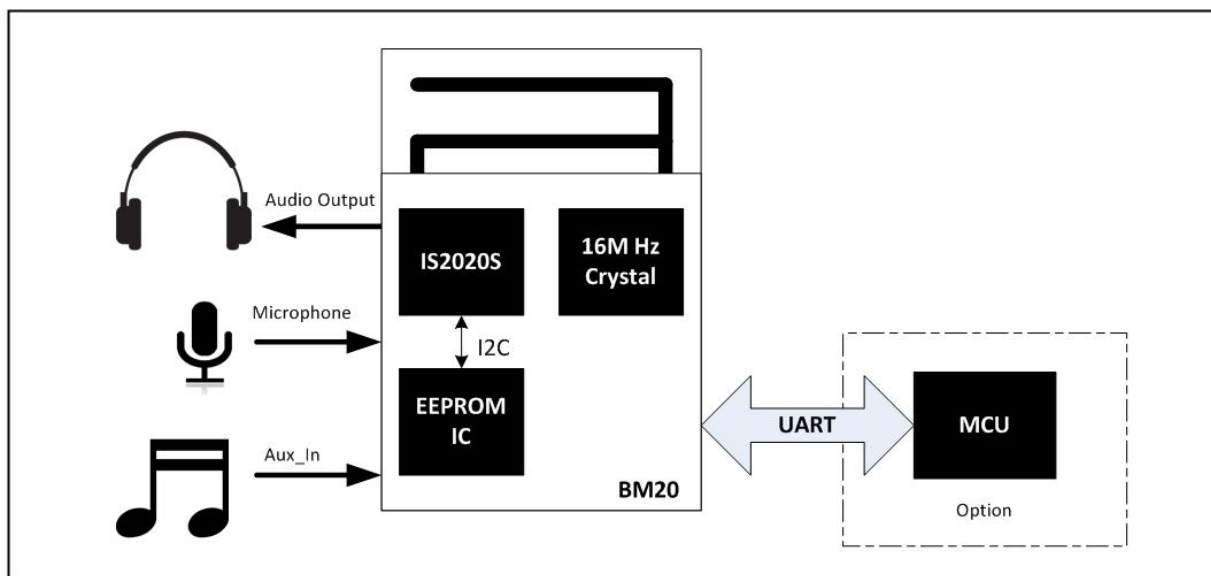 Audio Output
IS2020S
16M Hz
Crystal
Microphone
I2C
EEPROM
IC
UART
MCU
Aux_In
BM20
Option